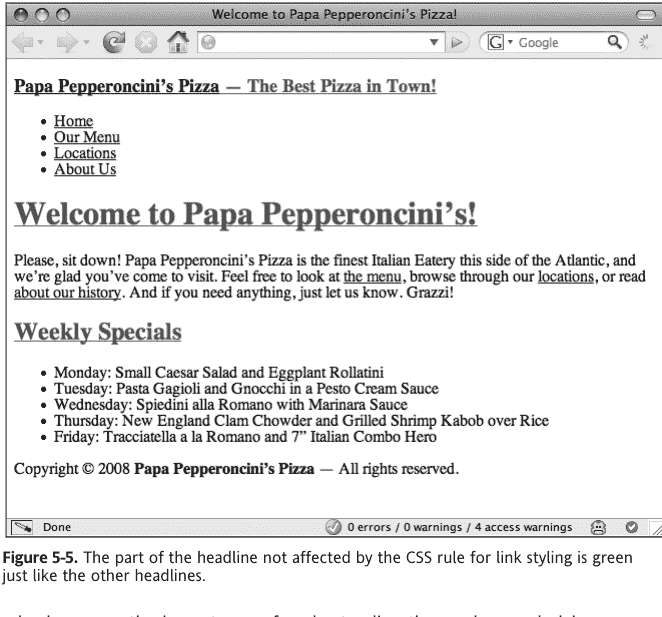 Welcome to Papa Pepperoncini's Pizza!
G Google
Papa Pepperoncini's Pizza — The Best Pizza in Town!
• Home
• Our Menu
• Locations
• About Us
Welcome to Papa Pepperoncini's!
Please, sit down! Papa Pepperoncini's Pizza is the finest Italian Eatery this side of the Atlantic, and
we're glad you've come to visit. Feel free to look at the menu, browse through our locations, or read
about our history. And if you need anything, just let us know. Grazzi!
Weekly Specials
• Monday: Small Caesar Salad and Eggplant Rollatini
• Tuesday: Pasta Gagioli and Gnocchi in a Pesto Cream Sauce
• Wednesday: Spiedini alla Romano with Marinara Sauce
• Thursday: New England Clam Chowder and Grilled Shrimp Kabob over Rice
• Friday: Tracciatella a la Romano and 7” Italian Combo Hero
Copyright © 2008 Papa Pepperoncini's Pizza — All rights reserved.
Done
0 errors / 0 warnings / 4 access warnings
Figure 5-5. The part of the headline not affected by the CSS rule for link styling is green
just like the other headlines.